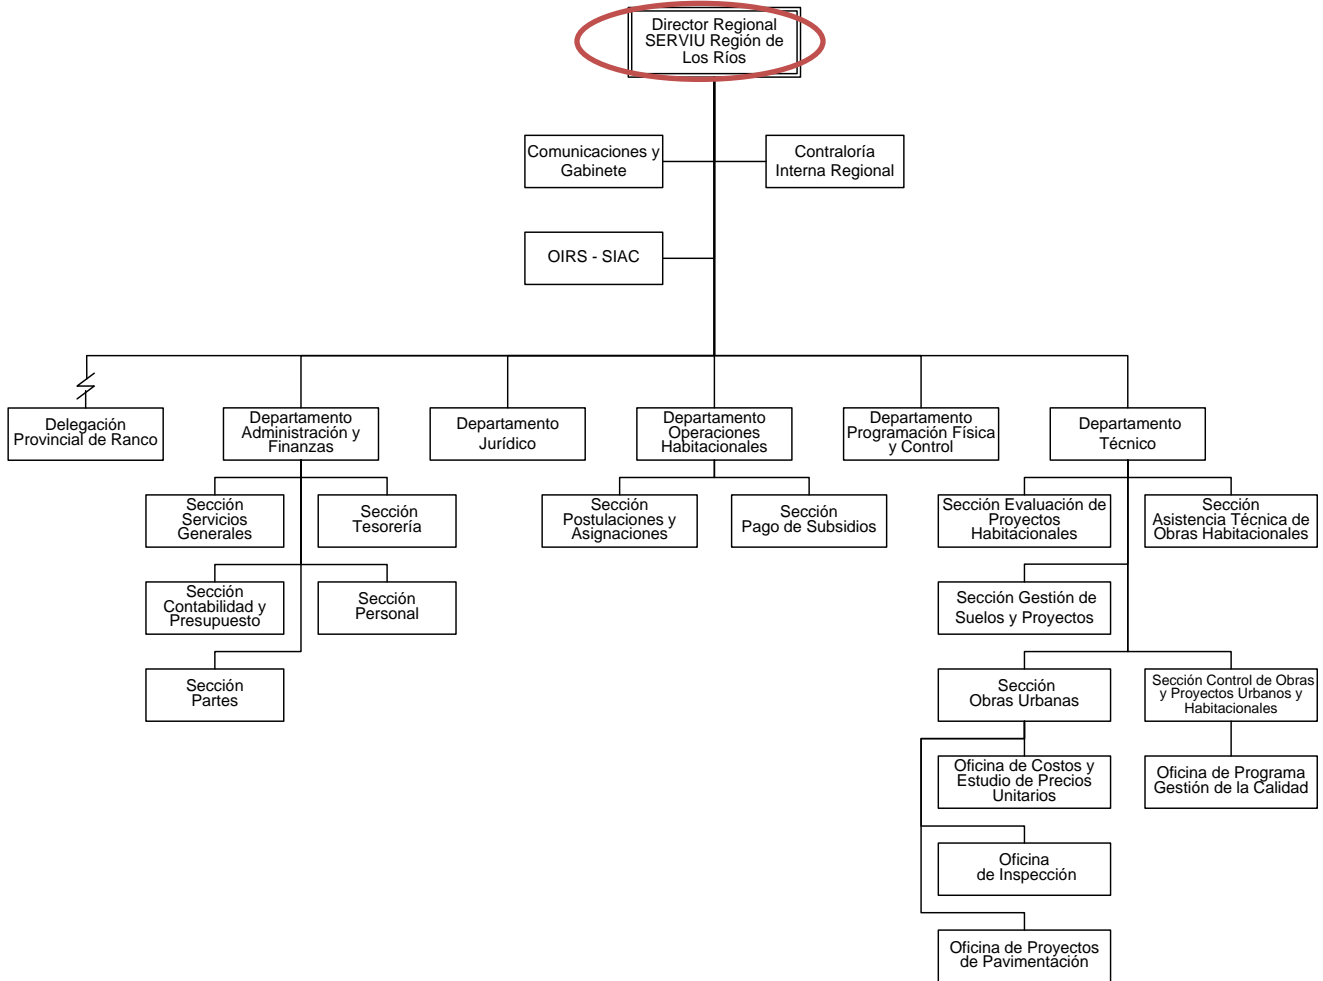 Director Regional
SERVIU Región de
Los Ríos
Comunicaciones y
Gabinete
Contraloría
Interna Regional
OIRS - SIAC
Delegación
Provincial de Ranco
Departamento
Administración y
Finanzas
Departamento
Jurídico
Departamento
Operaciones
Habitacionales
Departamento
Programación Física
y Control
Departamento
Técnico
Sección
Servicios
Generales
Sección
Tesorería
Sección
Postulaciones y
Asignaciones
Sección
Pago de Subsidios
Sección Evaluación de
Proyectos
Habitacionales
Sección
Asistencia Técnica de
Obras Habitacionales
Sección
Contabilidad y
Presupuesto
Sección
Personal
Sección Gestión de
Suelos y Proyectos
Sección
Partes
Sección
Obras Urbanas
Sección Control de Obras
y Proyectos Urbanos y
Habitacionales
Oficina de Costos y
Estudio de Precios
Unitarios
Oficina de Programa
Gestión de la Calidad
Oficina
de Inspección
Oficina de Proyectos
de Pavimentación